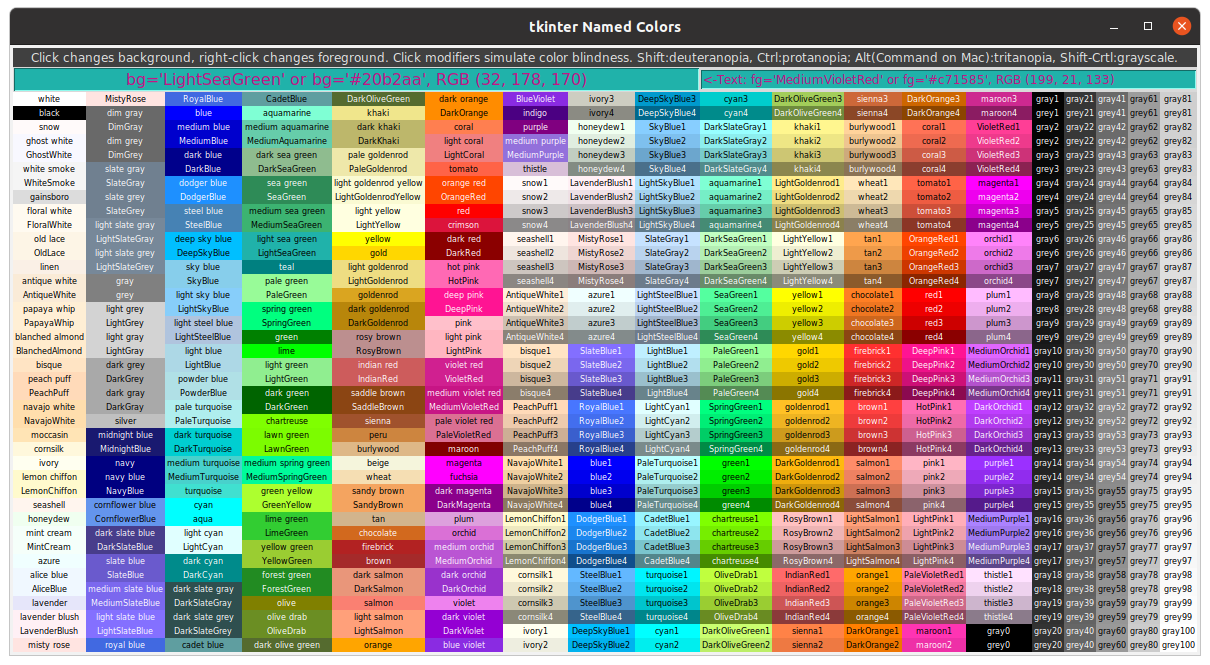 tkinter Named Colors
Click changes background, right-click changes foreground. Click modifiers simulate color blindness. Shift:deuteranopia, Ctrl:protanopia; Alt(Command on Mac):tritanopia, Shift-Crtl:grayscale.
bg='LightSeaGreen' or bg='#20b2aa', RGB (32, 178, 170) <-Text: fg='MediumVioletRed' or fg='#c71585', RGB (199, 21, 133)
white MistyRose RoyalBlue CadetBlue DarkOliveGreen dark orange BlueViolet ivory3 DeepSkyBlue3 cyan3 DarkOliveGreen3 sienna3 DarkOrange3 maroon3 gray1 gray21 gray41 gray61 gray81
black dim gray blue aquamarine khaki DarkOrange indigo ivory4 DeepSkyBlue4 cyan4 DarkOliveGreen4 sienna4 DarkOrange4 maroon4 grey1 grey21 grey41 grey61 grey81
snow DimGray medium blue medium aquamarine dark khaki coral purple honeydew1 SkyBlue1 DarkSlateGray1 khaki1 burlywood1 coral1 VioletRed1 gray2 gray22 gray42 gray62 gray82
ghost white dim grey MediumBlue MediumAquamarine DarkKhaki light coral medium purple honeydew2 SkyBlue2 DarkSlateGray2 khaki2 burlywood2 coral2 VioletRed2 grey2 grey22 grey42 grey62 grey82
GhostWhite DimGrey dark blue dark sea green pale goldenrod LightCoral MediumPurple honeydew3 SkyBlue3 DarkSlateGray3 khaki3 burlywood3 coral3 VioletRed3 gray3 gray23 gray43 gray63 gray83
white smoke slate gray DarkBlue DarkSeaGreen PaleGoldenrod tomato thistle honeydew4 SkyBlue4 DarkSlateGray4 khaki4 burlywood4 coral4 VioletRed4 grey3 grey23 grey43 grey63 grey83
WhiteSmoke SlateGray dodger blue sea green light goldenrod yellow orange red snow1 LavenderBlush1 LightSkyBlue1 aquamarine1 LightGoldenrod1 wheat1 tomato1 magenta1 gray4 gray24 gray44 gray64 gray84
gainsboro slate grey DodgerBlue SeaGreen LightGoldenrodYellow OrangeRed snow2 LavenderBlush2 LightSkyBlue2 aquamarine2 LightGoldenrod2 wheat2 tomato2 magenta2 grey4 grey24 grey44 grey64 grey84
floral white SlateGrey steel blue medium sea green light yellow red snow3 LavenderBlush3 LightSkyBlue3 aquamarine3 LightGoldenrod3 wheat3 tomato3 magenta3 gray5 gray25 gray45 gray65 gray85
FloralWhite light slate gray SteelBlue MediumSeaGreen LightYellow crimson snow4 LavenderBlush4 LightSkyBlue4 aquamarine4 LightGoldenrod4 wheat4 tomato4 magenta4 grey5 grey25 grey45 grey65 grey85
old lace LightSlateGray deep sky blue light sea green yellow dark red seashell1 MistyRose1 SlateGray1 DarkSeaGreen1 LightYellow1 tan1 OrangeRed1 orchid1 gray6 gray26 gray46 gray66 gray86
OldLace light slate grey DeepSkyBlue LightSeaGreen gold DarkRed seashell2 MistyRose2 SlateGray2 DarkSeaGreen2 LightYellow2 tan2 OrangeRed2 orchid2 grey6 grey26 grey46 grey66 grey86
linen LightSlateGrey sky blue teal light goldenrod hot pink seashell3 MistyRose3 SlateGray3 DarkSeaGreen3 LightYellow3 tan3 OrangeRed3 orchid3 gray7 gray27 gray47 gray67 gray87
antique white gray SkyBlue pale green LightGoldenrod HotPink seashell4 MistyRose4 SlateGray4 DarkSeaGreen4 LightYellow4 tan4 OrangeRed4 orchid4 grey7 grey27 grey47 grey67 grey87
AntiqueWhite grey light sky blue PaleGreen goldenrod deep pink AntiqueWhite1 azure1 LightSteelBlue1 SeaGreen1 yellow1 chocolate1 red1 plum1 gray8 gray28 gray48 gray68 gray88
papaya whip light grey LightSkyBlue spring green dark goldenrod DeepPink AntiqueWhite2 azure2 LightSteelBlue2 SeaGreen2 yellow2 chocolate2 red2 plum2 grey8 grey28 grey48 grey68 grey88
PapayaWhip LightGrey light steel blue SpringGreen DarkGoldenrod pink AntiqueWhite3 azure3 LightSteelBlue3 SeaGreen3 yellow3 chocolate3 red3 plum3 gray9 gray29 gray49 gray69 gray89
blanched almond light gray LightSteelBlue green rosy brown light pink AntiqueWhite4 azure4 LightSteelBlue4 SeaGreen4 yellow4 chocolate4 red4 plum4 grey9 grey29 grey49 grey69 grey89
BlanchedAlmond LightGray light blue lime RosyBrown LightPink bisque1 SlateBlue1 LightBlue1 PaleGreen1 gold1 firebrick1 DeepPink1 MediumOrchid1 gray10 gray30 gray50 gray70 gray90
bisque dark grey LightBlue light green indian red violet red bisque2 SlateBlue2 LightBlue2 PaleGreen2 gold2 firebrick2 DeepPink2 MediumOrchid2 grey10 grey30 grey50 grey70 grey90
peach puff DarkGrey powder blue LightGreen IndianRed VioletRed bisque3 SlateBlue3 LightBlue3 PaleGreen3 gold3 firebrick3 DeepPink3 MediumOrchid3 gray11 gray31 gray51 gray71 gray91
PeachPuff dark gray PowderBlue dark green saddle brown medium violet red bisque4 SlateBlue4 LightBlue4 PaleGreen4 gold4 firebrick4 DeepPink4 MediumOrchid4 grey11 grey31 grey51 grey71 grey91
navajo white DarkGray pale turquoise DarkGreen SaddleBrown MediumVioletRed PeachPuff1 RoyalBlue1 LightCyan1 SpringGreen1 goldenrod1 brown1 HotPink1 DarkOrchid1 gray12 gray32 gray52 gray72 gray92
NavajoWhite silver PaleTurquoise chartreuse sienna pale violet red PeachPuff2 RoyalBlue2 LightCyan2 SpringGreen2 goldenrod2 brown2 HotPink2 DarkOrchid2 grey12 grey32 grey52 grey72 grey92
moccasin midnight blue dark turquoise lawn green peru PaleVioletRed PeachPuff3 RoyalBlue3 LightCyan3 SpringGreen3 goldenrod3 brown3 HotPink3 DarkOrchid3 gray13 gray33 gray53 gray73 gray93
cornsilk MidnightBlue DarkTurquoise LawnGreen burlywood maroon PeachPuff4 RoyalBlue4 LightCyan4 SpringGreen4 goldenrod4 brown4 HotPink4 DarkOrchid4 grey13 grey33 grey53 grey73 grey93
ivory navy medium turquoise medium spring green beige magenta NavajoWhite1 blue1 PaleTurquoise1 green1 DarkGoldenrod1 salmon1 pink1 purple1 gray14 gray34 gray54 gray74 gray94
lemon chiffon navy blue MediumTurquoise MediumSpringGreen wheat fuchsia NavajoWhite2 blue2 PaleTurquoise2 green2 DarkGoldenrod2 salmon2 pink2 purple2 grey14 grey34 grey54 grey74 grey94
LemonChiffon NavyBlue turquoise green yellow sandy brown dark magenta NavajoWhite3 blue3 PaleTurquoise3 green3 DarkGoldenrod3 salmon3 pink3 purple3 gray15 gray35 gray55 gray75 gray95
seashell cornflower blue cyan GreenYellow SandyBrown DarkMagenta NavajoWhite4 blue4 PaleTurquoise4 green4 DarkGoldenrod4 salmon4 pink4 purple4 grey15 grey35 grey55 grey75 grey95
honeydew CornflowerBlue aqua lime green tan plum LemonChiffon1 DodgerBlue1 CadetBlue1 chartreuse1 RosyBrown1 LightSalmon1 LightPink1 MediumPurple1 gray16 gray36 gray56 gray76 gray96
mint cream dark slate blue light cyan LimeGreen chocolate orchid LemonChiffon2 DodgerBlue2 CadetBlue2 chartreuse2 RosyBrown2 LightSalmon2 LightPink2 MediumPurple2 grey16 grey36 grey56 grey76 grey96
MintCream DarkSlateBlue LightCyan yellow green firebrick medium orchid LemonChiffon3 DodgerBlue3 CadetBlue3 chartreuse3 RosyBrown3 LightSalmon3 LightPink3 MediumPurple3 gray17 gray37 gray57 gray77 gray97
azure slate blue dark cyan YellowGreen brown MediumOrchid LemonChiffon4 DodgerBlue4 CadetBlue4 chartreuse4 RosyBrown4 LightSalmon4 LightPink4 MediumPurple4 grey17 grey37 grey57 grey77 grey97
alice blue SlateBlue DarkCyan forest green dark salmon dark orchid cornsilk1 SteelBlue1 turquoise1 OliveDrab1 IndianRed1 orange1 PaleVioletRed1 thistle1 gray18 gray38 gray58 gray78 gray98
AliceBlue medium slate blue dark slate gray ForestGreen DarkSalmon DarkOrchid cornsilk2 SteelBlue2 turquoise2 OliveDrab2 IndianRed2 orange2 PaleVioletRed2 thistle2 grey18 grey38 grey58 grey78 grey98
lavender MediumSlateBlue DarkSlateGray olive salmon violet cornsilk3 SteelBlue3 turquoise3 OliveDrab3 IndianRed3 orange3 PaleVioletRed3 thistle3 gray19 gray39 gray59 gray79 gray99
lavender blush light slate blue dark slate grey olive drab light salmon dark violet cornsilk4 SteelBlue4 turquoise4 OliveDrab4 IndianRed4 orange4 PaleVioletRed4 thistle4 grey19 grey39 grey59 grey79 grey99
LavenderBlush LightSlateBlue DarkSlateGrey OliveDrab LightSalmon DarkViolet ivory1 DeepSkyBlue1 cyan1 DarkOliveGreen1 sienna1 DarkOrange1 maroon1 gray0 gray20 gray40 gray60 gray80 gray100
misty rose royal blue cadet blue dark olive green orange blue violet ivory2 DeepSkyBlue2 cyan2 DarkOliveGreen2 sienna2 DarkOrange2 maroon2 grey0 grey20 grey40 grey60 grey80 grey100